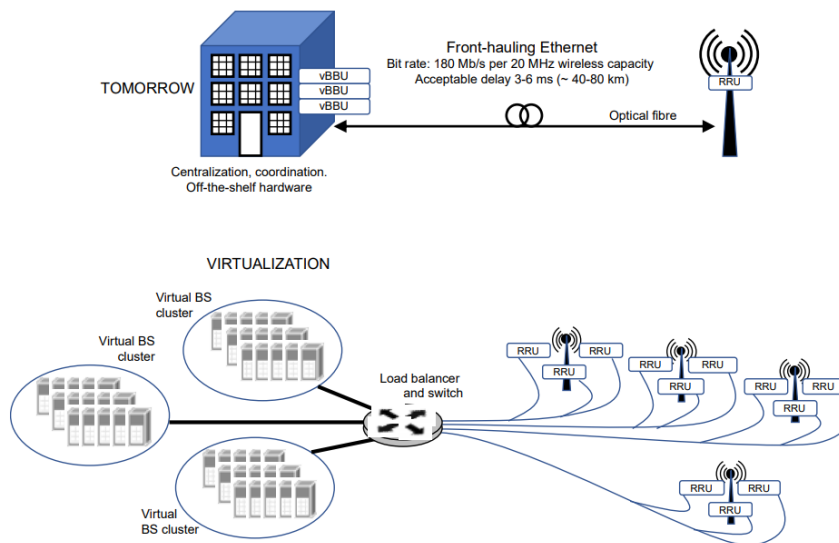 Front-hauling Ethernet
Bit rate: 180 Mb/s per 20 MHz wireless capacity
Acceptable delay 3-6 ms (~ 40-80 km)
RRU
TOMORROW
vBBU
vBBU
vBBU
Optical fibre
Centralization, coordination.
Off-the-shelf hardware
VIRTUALIZATION
Virtual BS
cluster
Virtual BS
cluster
Load balancer
and switch
RRU
RRU
RRU
RRU
RRU
RRU
RRU
RRU
RRU
Virtual
BS cluster
RRU
RRU
RRU